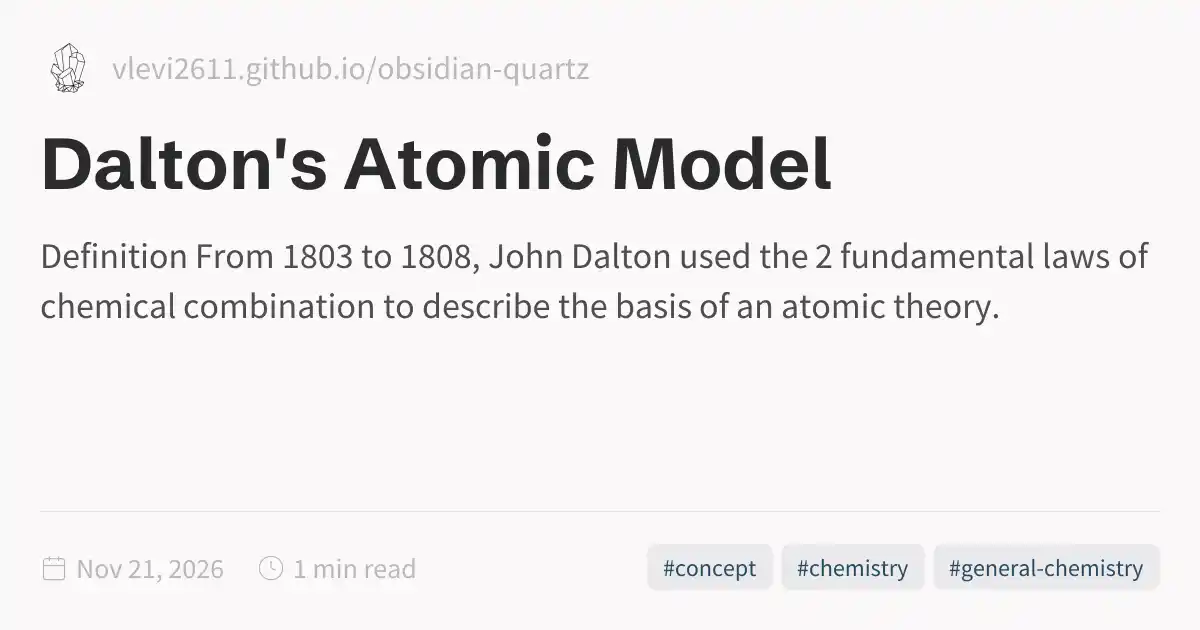 vlevi2611.github.io/obsidian-quartz
Dalton's Atomic Model
Definition From 1803 to 1808, John Dalton used the 2 fundamental laws of
chemical combination to describe the basis of an atomic theory.
Nov 21, 2026 1 min read #concept #chemistry #general-chemistry